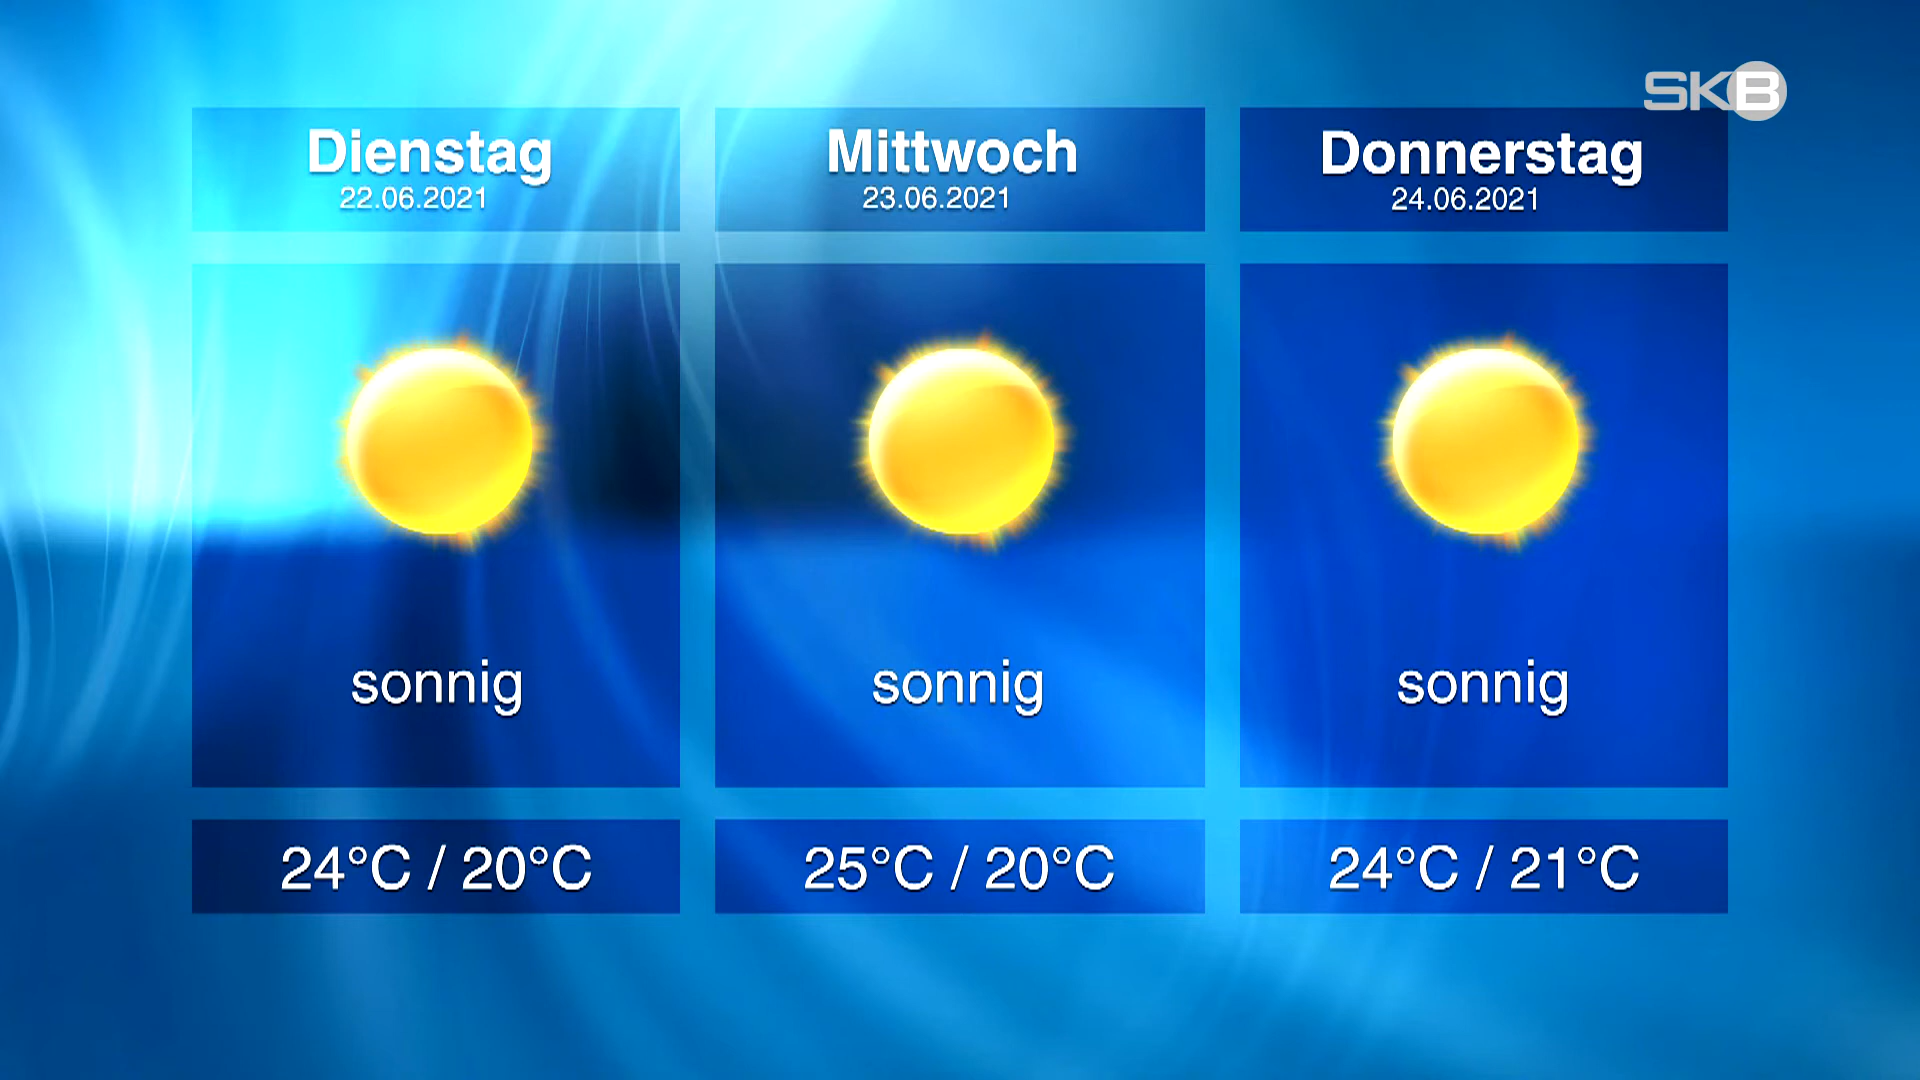 SKB
Dienstag
22.06.2021
Mittwoch
23.06.2021
Donnerstag
24.06.2021
sonnig
sonnig
sonnig
24°C / 20°C
25°C / 20°C
24°C / 21°C